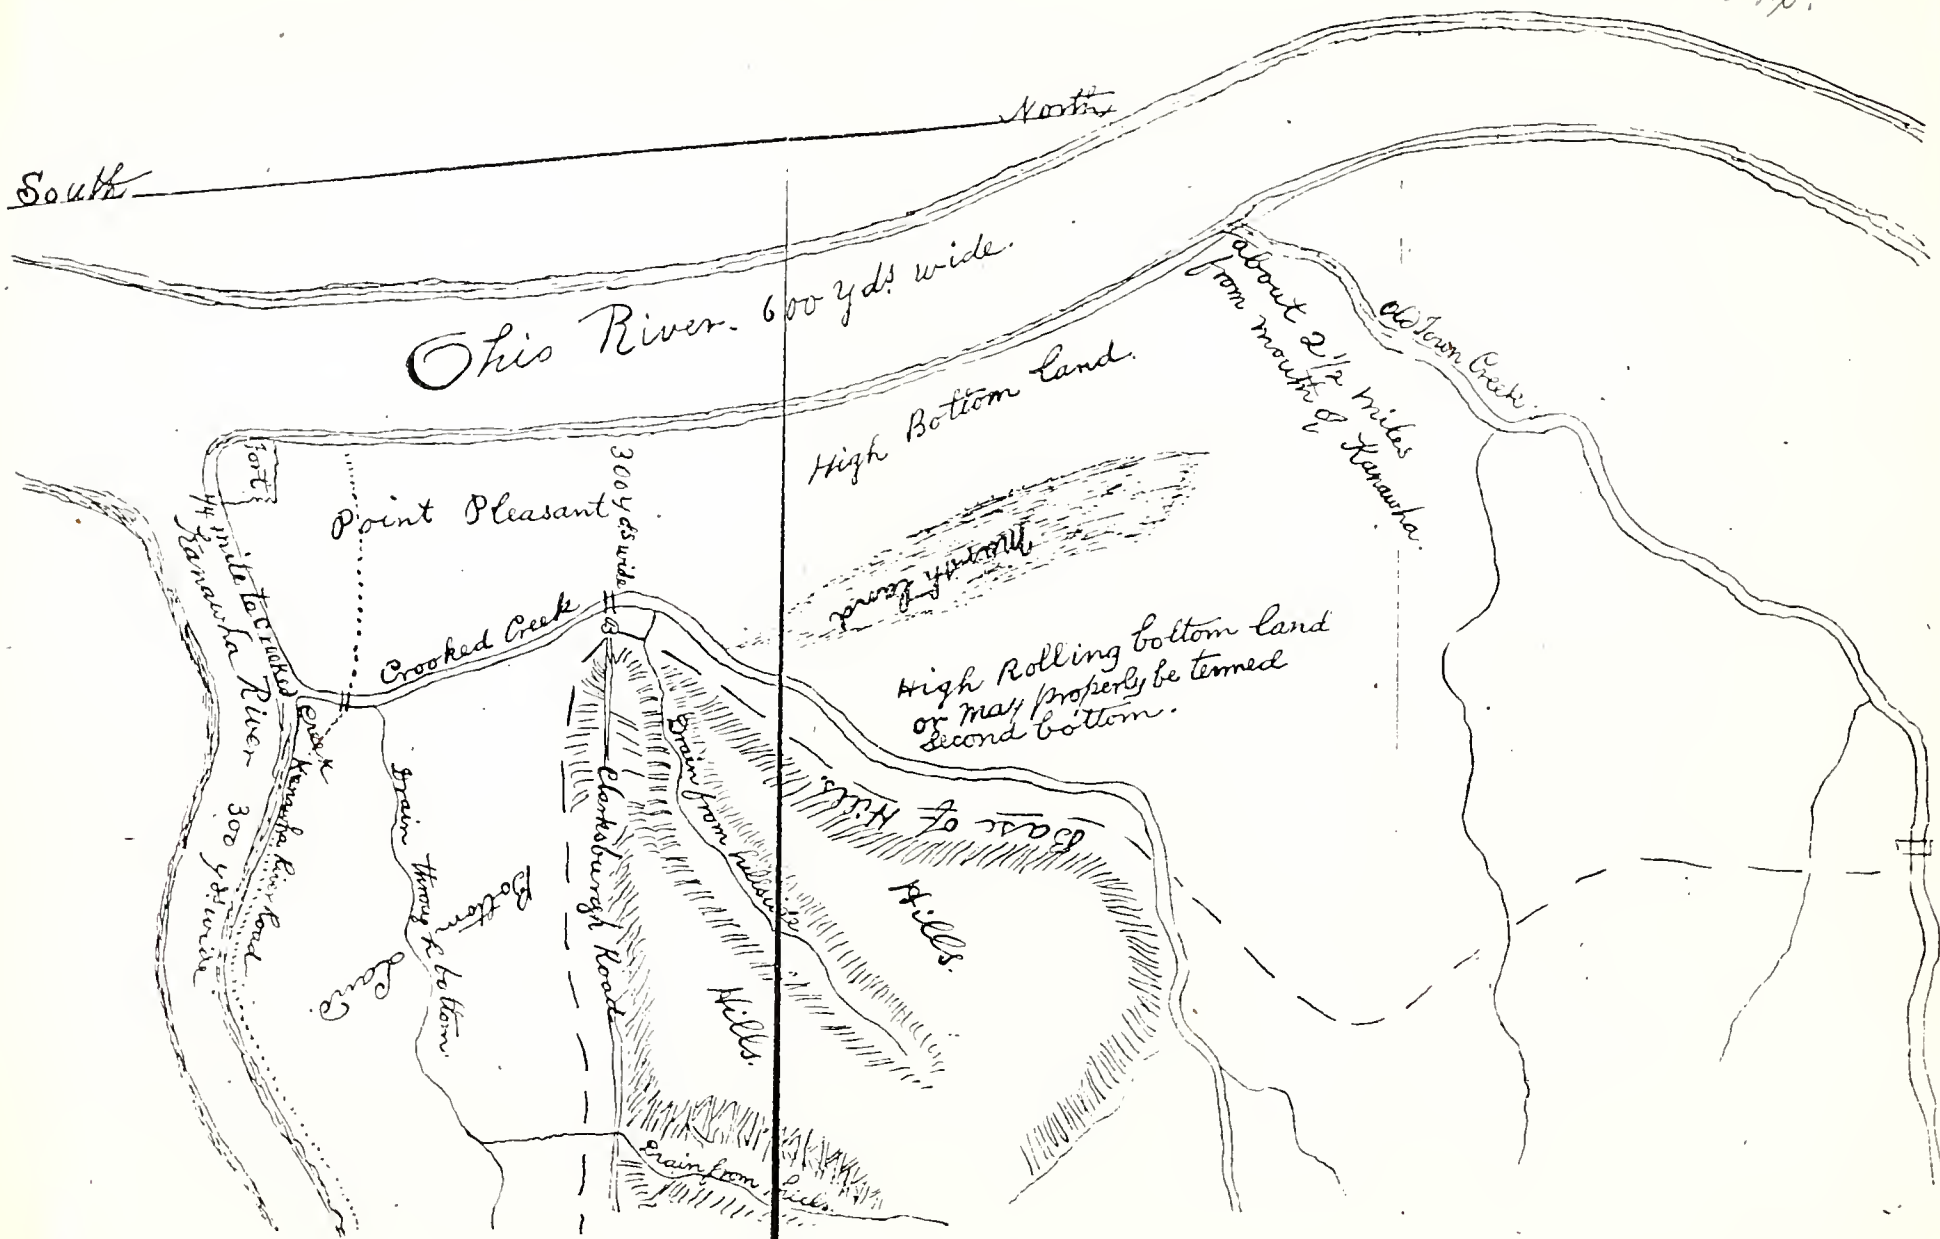 South
North
Ohio River. 600 yds. wide.
High Bottom land.
about 2 1/2 miles
from mouth of Kanawha.
Old Town Creek.
Fort
Point Pleasant
300 yds wide
Marsh Land
1/4 mile to Crooked Creek
Kanawha River 300 yds wide.
Crooked Creek
High Rolling bottom land
or may properly be termed
second bottom.
Kanawha River Road
Drain through bottom.
Bottom
Land
Clarksburgh Road
Drain from hillside
Base of Hills.
Hills.
Hills.
Drain from hills.